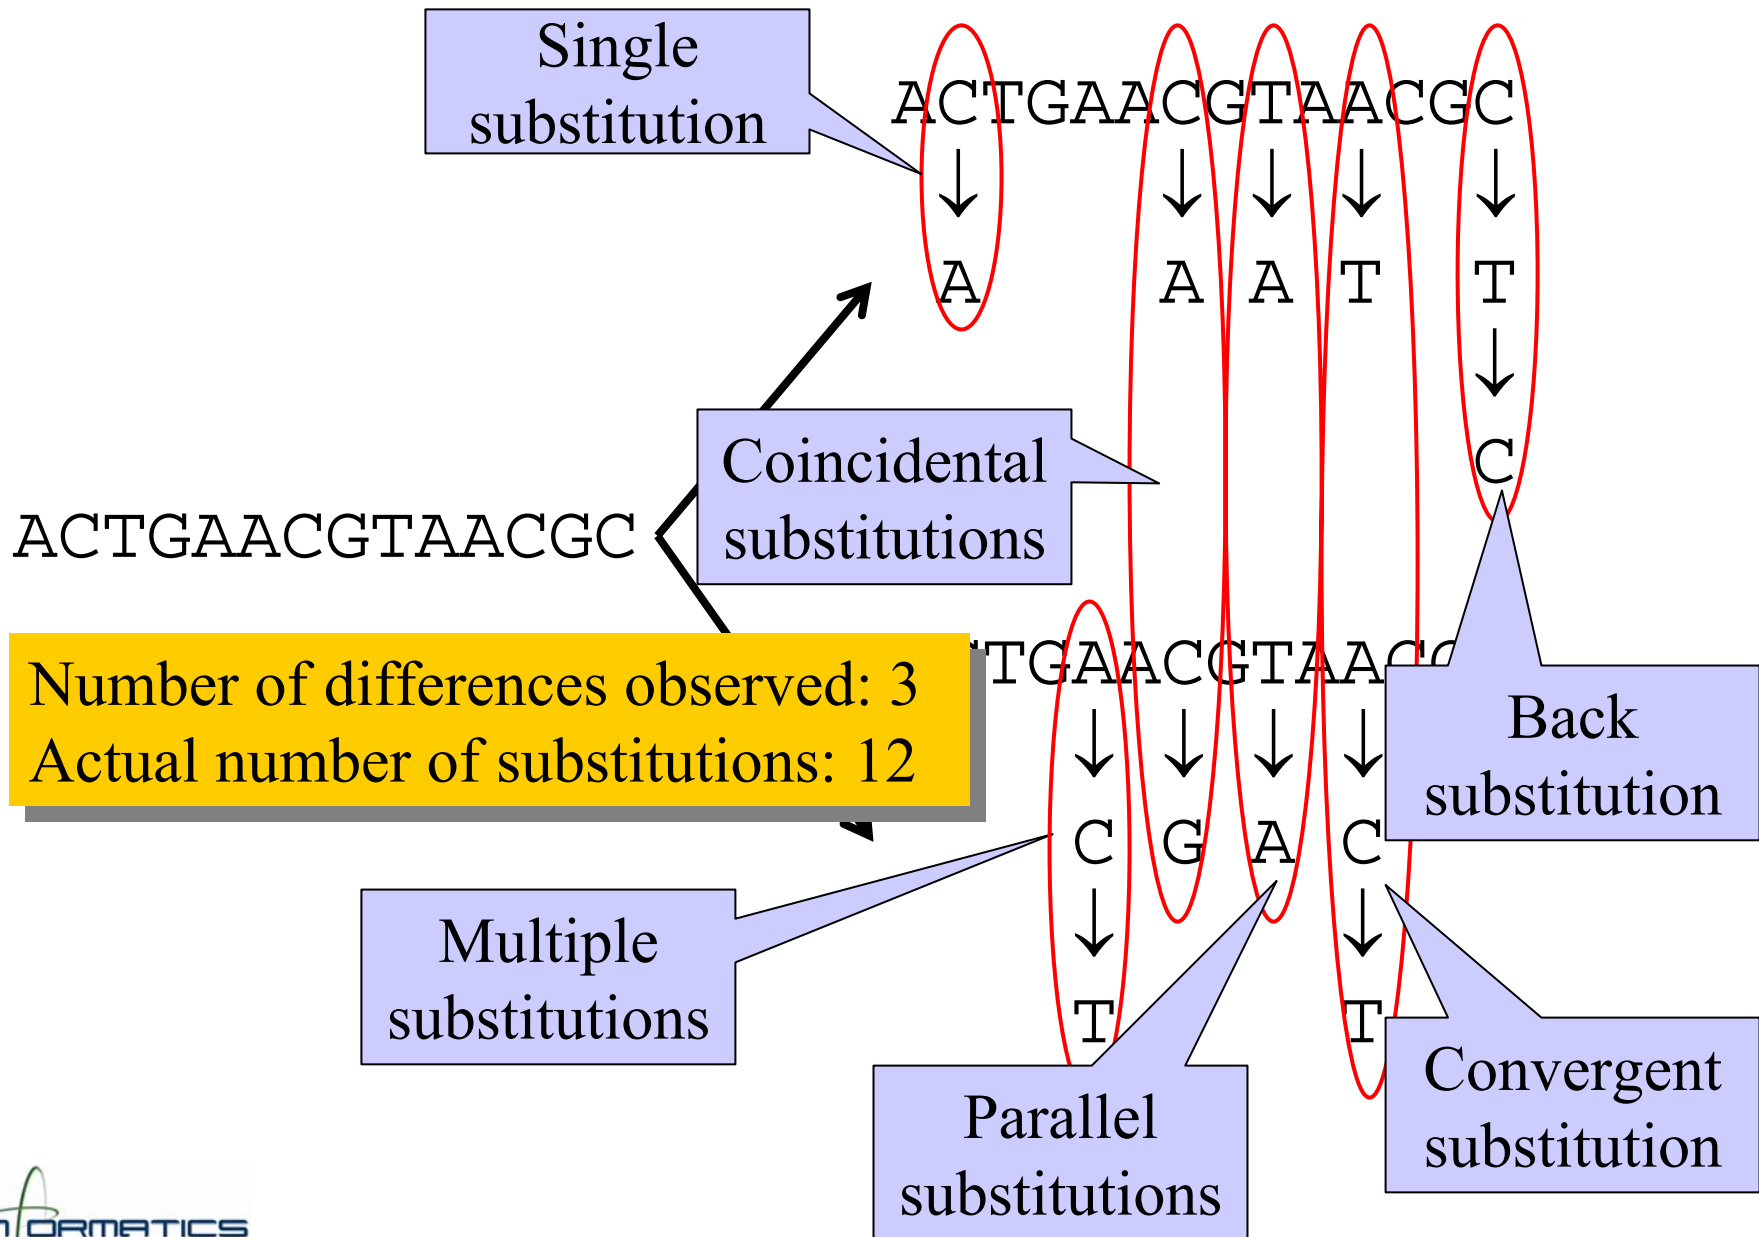 Single
substitution
ACTGAACGTAACGC
↓ ↓ ↓ ↓ ↓
A A A T T
↓
C
Coincidental
substitutions
ACTGAACGTAACGC
Number of differences observed: 3
Actual number of substitutions: 12
TGAACGTAAC
↓ ↓ ↓ ↓
C G A C
↓ ↓
T T
Back
substitution
Multiple
substitutions
Parallel
substitutions
Convergent
substitution
ORMATICS